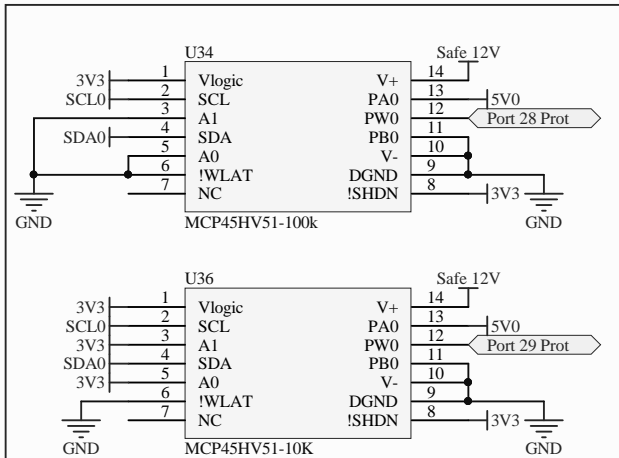 U34
Safe 12V
3V3 1 Vlogic V+ 14
SCL0 2 SCL PA0 13 5V0
3 A1 PW0 12 Port 28 Prot
SDA0 4 SDA PB0 11
5 A0 V- 10
6 !WLAT DGND 9
7 NC !SHDN 8 3V3
GND MCP45HV51-100k GND
U36
Safe 12V
3V3 1 Vlogic V+ 14
SCL0 2 SCL PA0 13 5V0
3V3 3 A1 PW0 12 Port 29 Prot
SDA0 4 SDA PB0 11
3V3 5 A0 V- 10
6 !WLAT DGND 9
7 NC !SHDN 8 3V3
GND MCP45HV51-10K GND